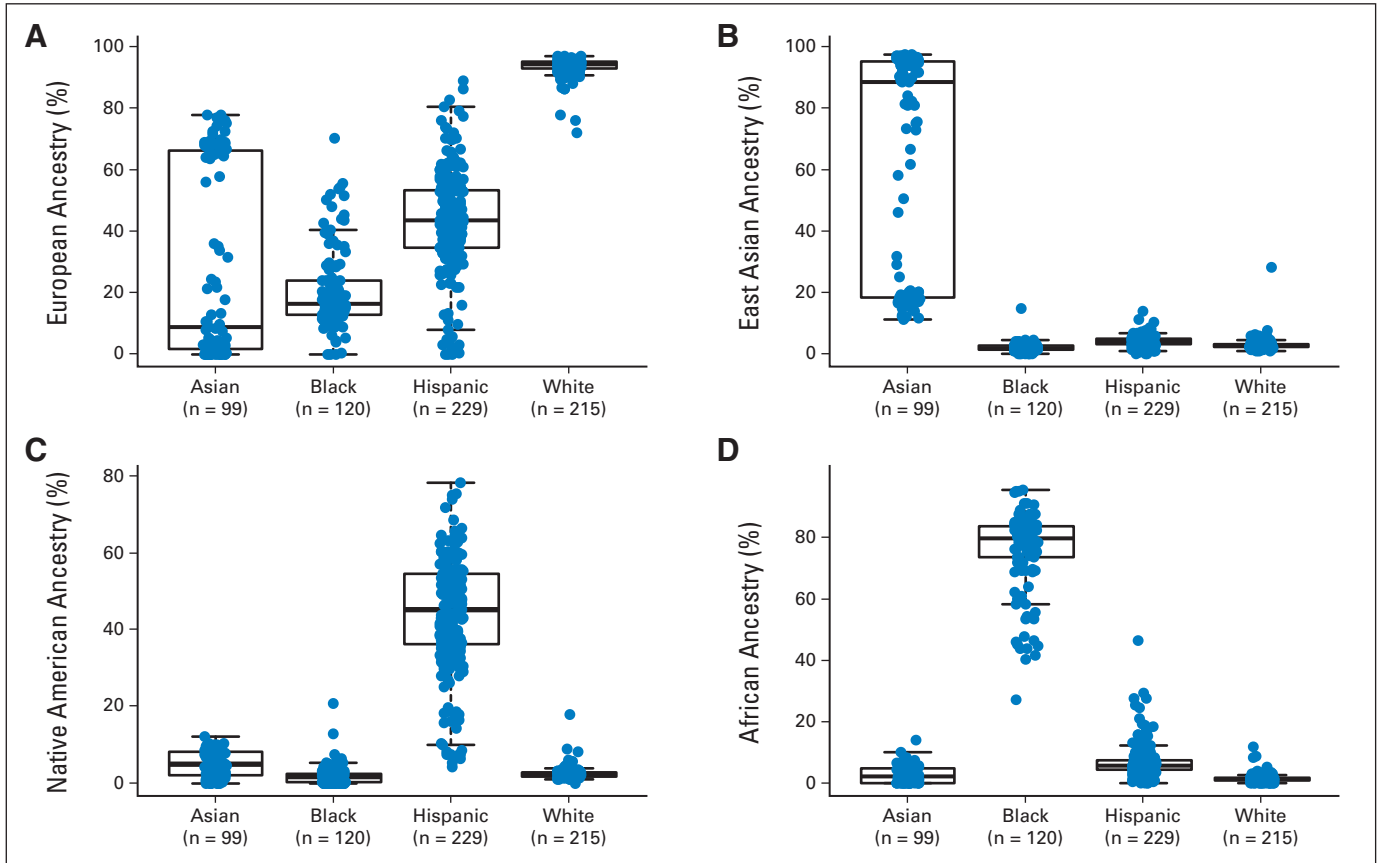 A
European Ancestry (%)
100
80
60
40
20
0
Asian
(n = 99)
Black
(n = 120)
Hispanic
(n = 229)
White
(n = 215)
B
East Asian Ancestry (%)
100
80
60
40
20
0
Asian
(n = 99)
Black
(n = 120)
Hispanic
(n = 229)
White
(n = 215)
C
Native American Ancestry (%)
80
60
40
20
0
Asian
(n = 99)
Black
(n = 120)
Hispanic
(n = 229)
White
(n = 215)
D
African Ancestry (%)
80
60
40
20
0
Asian
(n = 99)
Black
(n = 120)
Hispanic
(n = 229)
White
(n = 215)